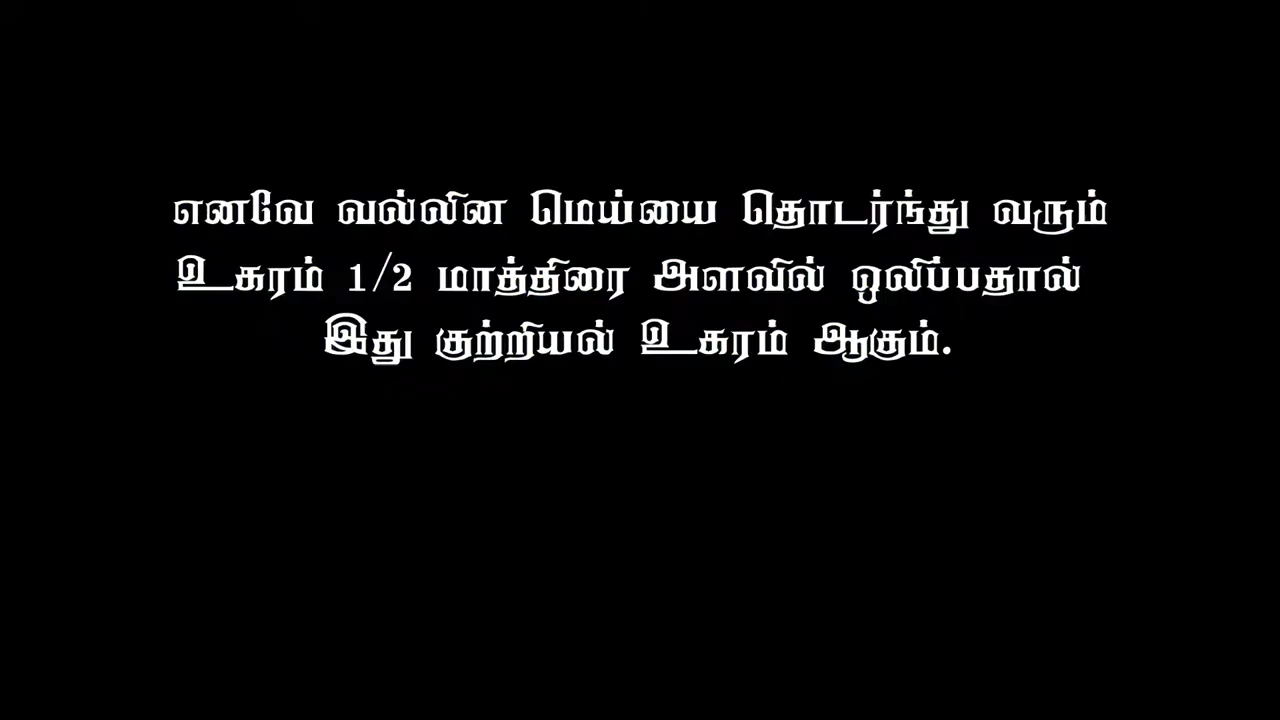 எனவே வல்லின மெய்யை தொடர்ந்து வரும்
உகரம் 1/2 மாத்திரை அளவில் ஒலிப்பதால்
இது குற்றியல் உகரம் ஆகும்.